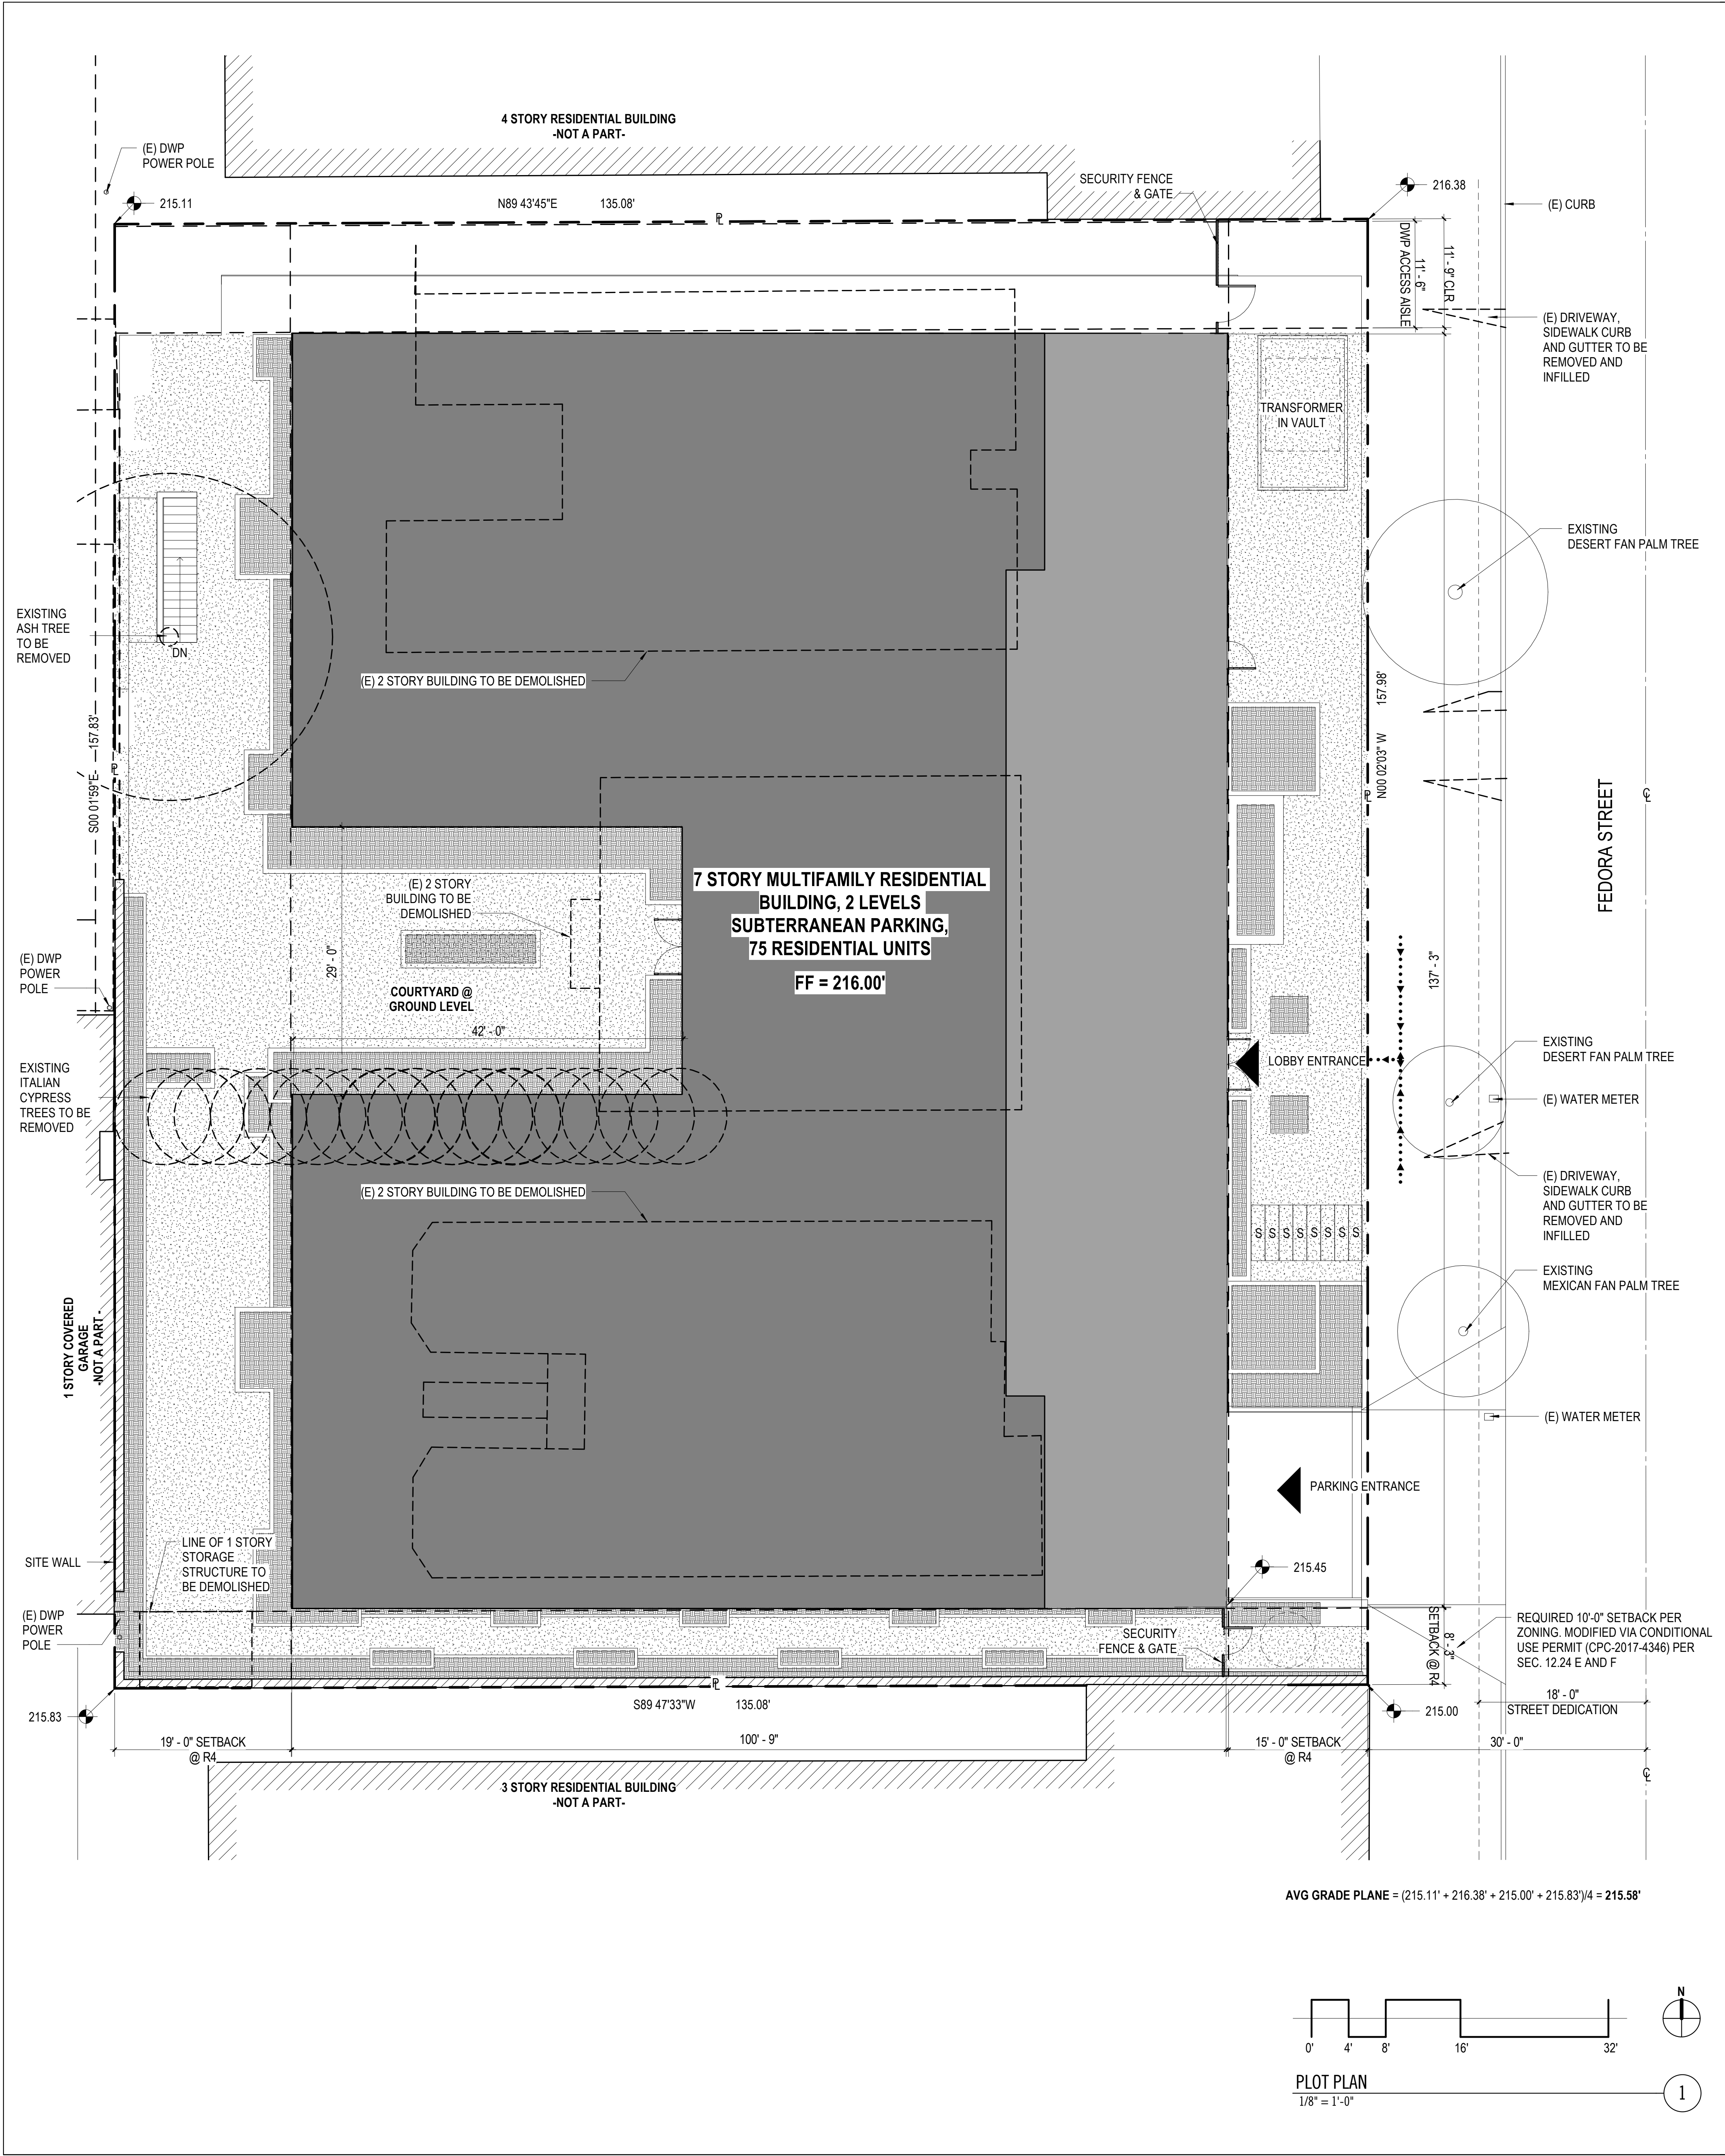 4 STORY RESIDENTIAL BUILDING
-NOT A PART-
(E) DWP
POWER POLE
215.11
N89 43'45"E 135.08'
PL
SECURITY FENCE
& GATE
216.38
(E) CURB
DWP ACCESS AISLE
11' - 6"
11' - 9" CLR
(E) DRIVEWAY,
SIDEWALK CURB
AND GUTTER TO BE
REMOVED AND
INFILLED
TRANSFORMER
IN VAULT
EXISTING
DESERT FAN PALM TREE
EXISTING
ASH TREE
TO BE
REMOVED
DN
(E) 2 STORY BUILDING TO BE DEMOLISHED
S00 01'59"E 157.83'
PL
N00 02'03" W 157.98'
PL
FEDORA STREET
CL
(E) 2 STORY
BUILDING TO BE
DEMOLISHED
7 STORY MULTIFAMILY RESIDENTIAL
BUILDING, 2 LEVELS
SUBTERRANEAN PARKING,
75 RESIDENTIAL UNITS
FF = 216.00'
29' - 0"
137' - 3"
(E) DWP
POWER
POLE
COURTYARD @
GROUND LEVEL
42' - 0"
LOBBY ENTRANCE
EXISTING
DESERT FAN PALM TREE
EXISTING
ITALIAN
CYPRESS
TREES TO BE
REMOVED
(E) WATER METER
(E) 2 STORY BUILDING TO BE DEMOLISHED
(E) DRIVEWAY,
SIDEWALK CURB
AND GUTTER TO BE
REMOVED AND
INFILLED
S S S S S S S S
EXISTING
MEXICAN FAN PALM TREE
1 STORY COVERED
GARAGE
-NOT A PART -
(E) WATER METER
PARKING ENTRANCE
LINE OF 1 STORY
STORAGE
STRUCTURE TO
BE DEMOLISHED
SITE WALL
215.45
(E) DWP
POWER
POLE
SECURITY
FENCE & GATE
8' - 3"
SETBACK @ R4
REQUIRED 10'-0" SETBACK PER
ZONING. MODIFIED VIA CONDITIONAL
USE PERMIT (CPC-2017-4346) PER
SEC. 12.24 E AND F
PL
S89 47'33"W 135.08'
215.83
215.00
18' - 0"
STREET DEDICATION
19' - 0" SETBACK
@ R4
100' - 9"
15' - 0" SETBACK
@ R4
30' - 0"
CL
3 STORY RESIDENTIAL BUILDING
-NOT A PART-
AVG GRADE PLANE = (215.11' + 216.38' + 215.00' + 215.83')/4 = 215.58'
N
0' 4' 8' 16' 32'
PLOT PLAN
1/8" = 1'-0"
1